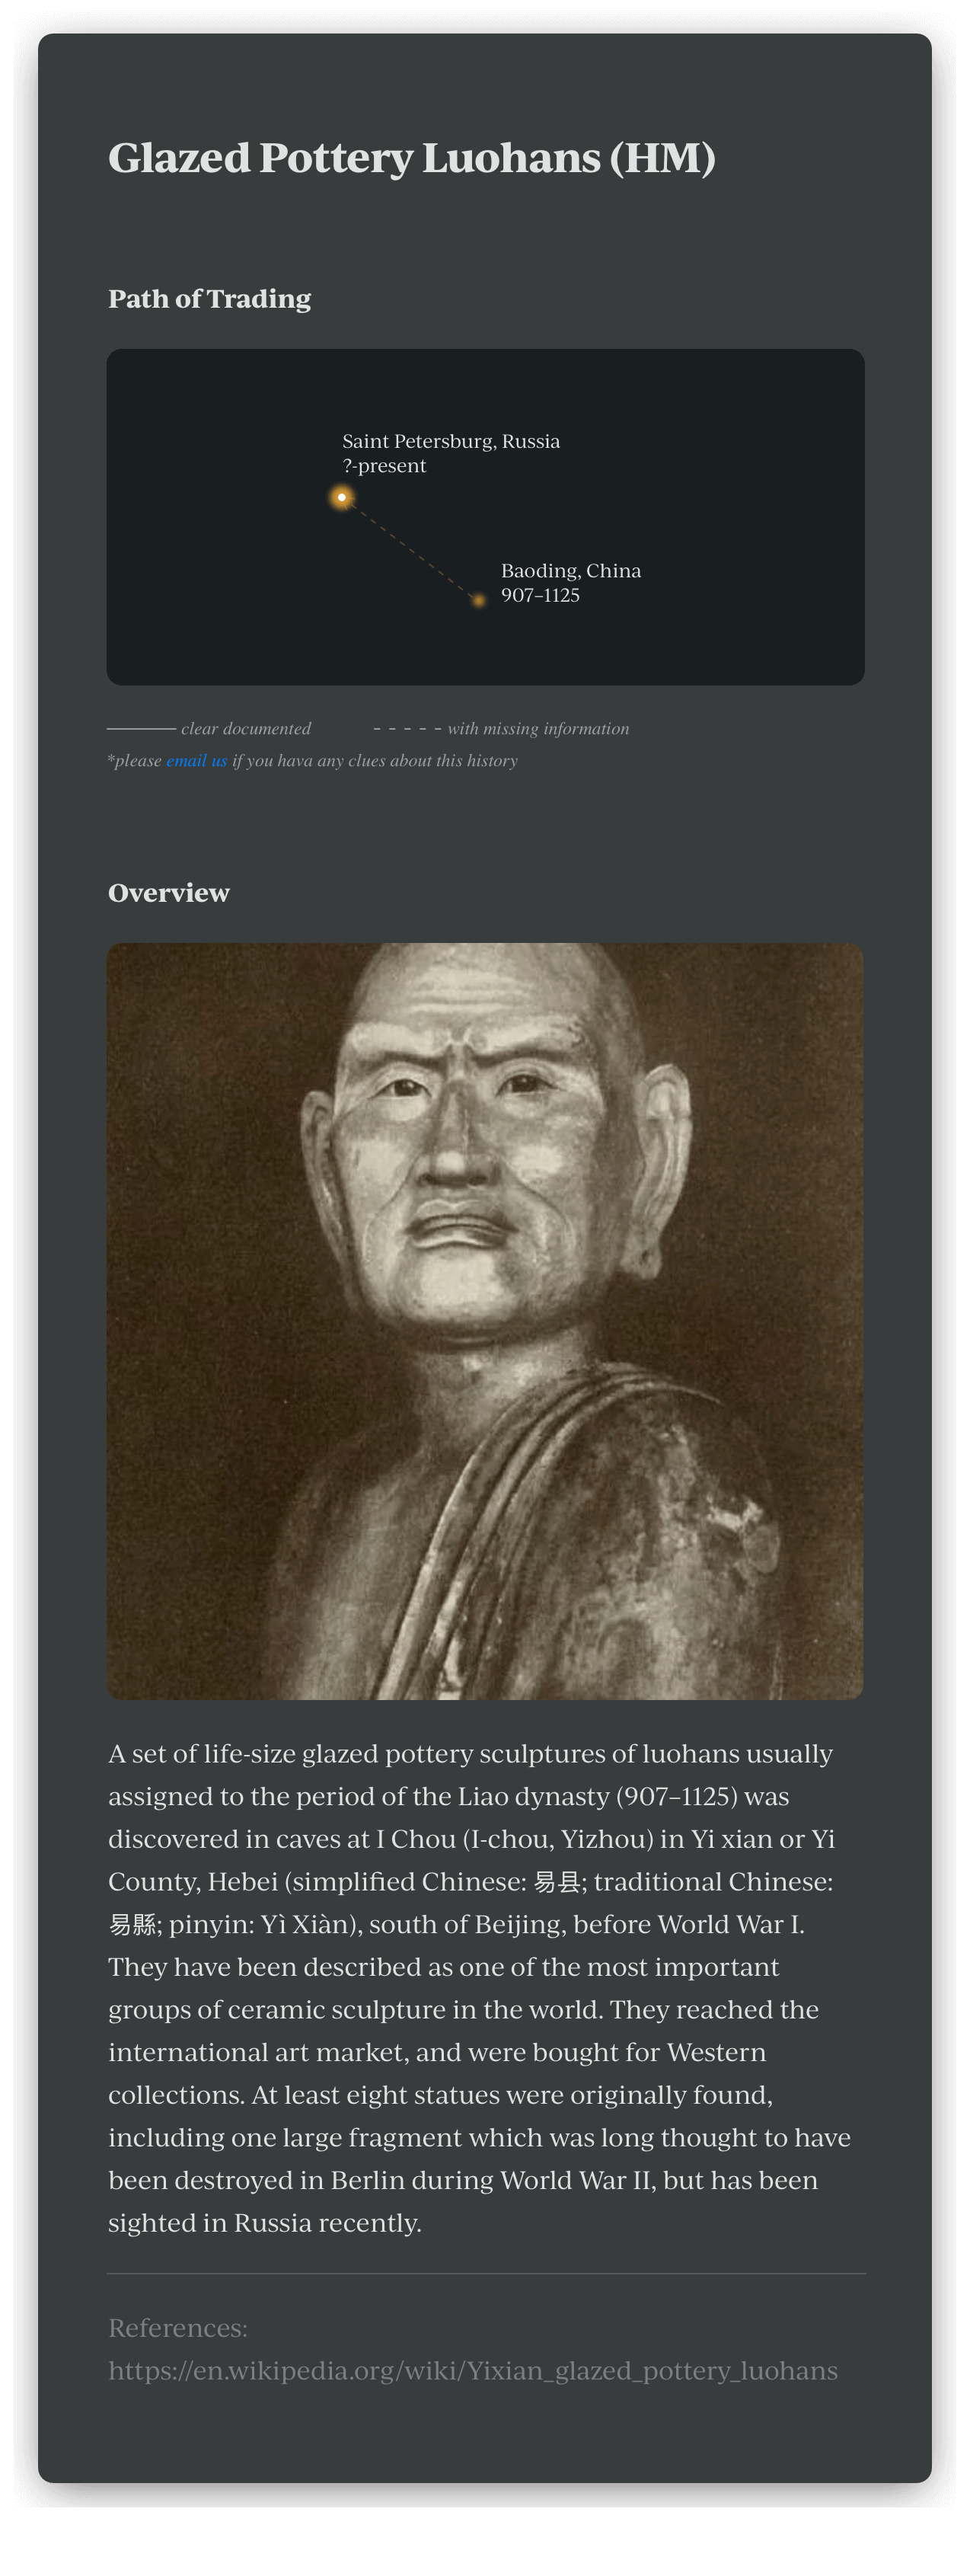 Glazed Pottery Luohans (HM)
Path of Trading
Saint Petersburg, Russia
?-present
Baoding, China
907–1125
clear documented
with missing information
*please email us if you hava any clues about this history
Overview
A set of life-size glazed pottery sculptures of luohans usually
assigned to the period of the Liao dynasty (907–1125) was
discovered in caves at I Chou (I-chou, Yizhou) in Yi xian or Yi
County, Hebei (simplified Chinese: 易县; traditional Chinese:
易縣; pinyin: Yì Xiàn), south of Beijing, before World War I.
They have been described as one of the most important
groups of ceramic sculpture in the world. They reached the
international art market, and were bought for Western
collections. At least eight statues were originally found,
including one large fragment which was long thought to have
been destroyed in Berlin during World War II, but has been
sighted in Russia recently.
References:
https://en.wikipedia.org/wiki/Yixian_glazed_pottery_luohans